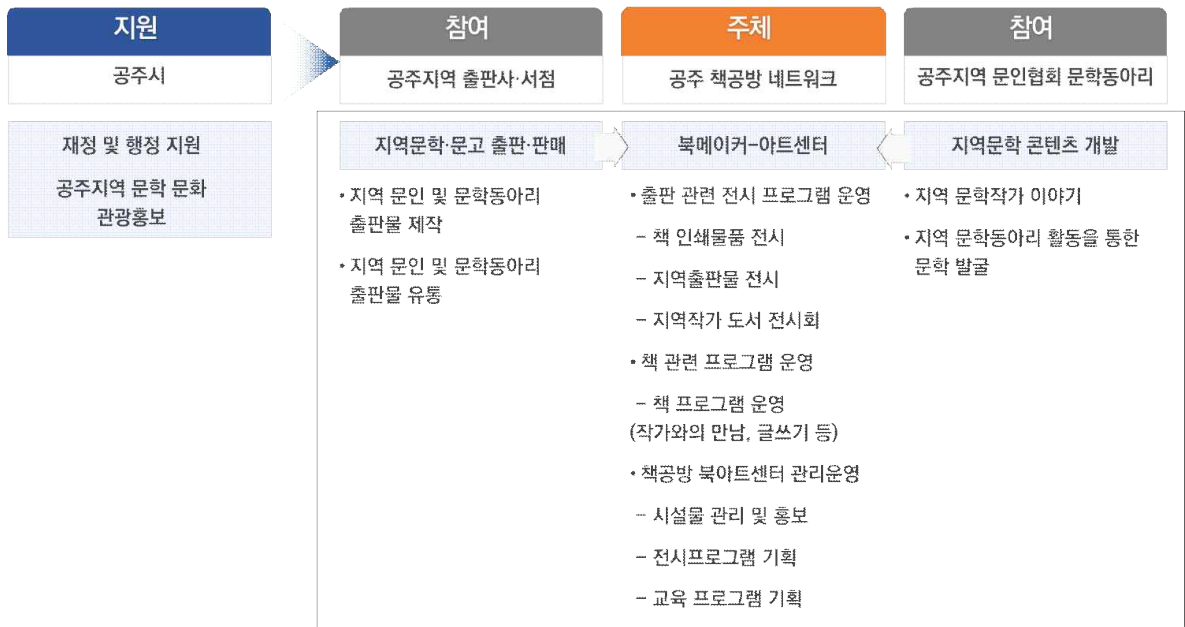 지원
공주시
재정 및 행정 지원
공주지역 문학 문화
관광홍보
참여
공주지역 출판사·서점
지역문학·문고 출판·판매
• 지역 문인 및 문학동아리
출판물 제작
• 지역 문인 및 문학동아리
출판물 유통
주체
공주 책공방 네트워크
북메이커-아트센터
• 출판 관련 전시 프로그램 운영
- 책 인쇄물품 전시
- 지역출판물 전시
- 지역작가 도서 전시회
• 책 관련 프로그램 운영
- 책 프로그램 운영
(작가와의 만남, 글쓰기 등)
• 책공방 북아트센터 관리운영
- 시설물 관리 및 홍보
- 전시프로그램 기획
- 교육 프로그램 기획
참여
공주지역 문인협회 문학동아리
지역문학 콘텐츠 개발
• 지역 문학작가 이야기
• 지역 문학동아리 활동을 통한
문학 발굴